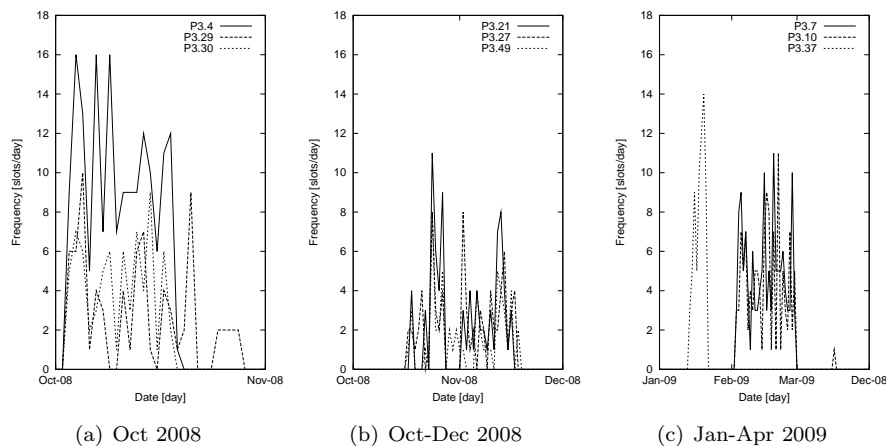 P3.4
P3.29
P3.30
18
16
14
12
10
8
6
4
2
0
Frequency [slots/day]
Oct-08
Nov-08
Date [day]
(a) Oct 2008
P3.21
P3.27
P3.49
18
16
14
12
10
8
6
4
2
0
Frequency [slots/day]
Oct-08
Nov-08
Dec-08
Date [day]
(b) Oct-Dec 2008
P3.7
P3.10
P3.37
18
16
14
12
10
8
6
4
2
0
Frequency [slots/day]
Jan-09
Feb-09
Mar-09
Dec-08
Date [day]
(c) Jan-Apr 2009